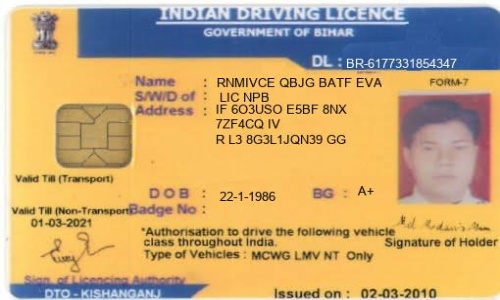 INDIAN DRIVING LICENCE
GOVERNMENT OF BIHAR
DL : BR-6177331854347
Name : RNMIVCE QBJG BATF EVA
FORM-7
S/W/D of : LIC NPB
Address : IF 6O3USO E5BF 8NX
7ZF4CQ IV
R L3 8G3L1JQN39 GG
Valid Till (Transport)
D O B : 22-1-1986 BG : A+
Valid Till (Non-Transport)
Badge No :
01-03-2021
*Authorisation to drive the following vehicle
class throughout India.
Signature of Holder
Type of Vehicles : MCWG LMV NT Only
Sign. of Licencing Authority
DTO - KISHANGANJ
Issued on : 02-03-2010